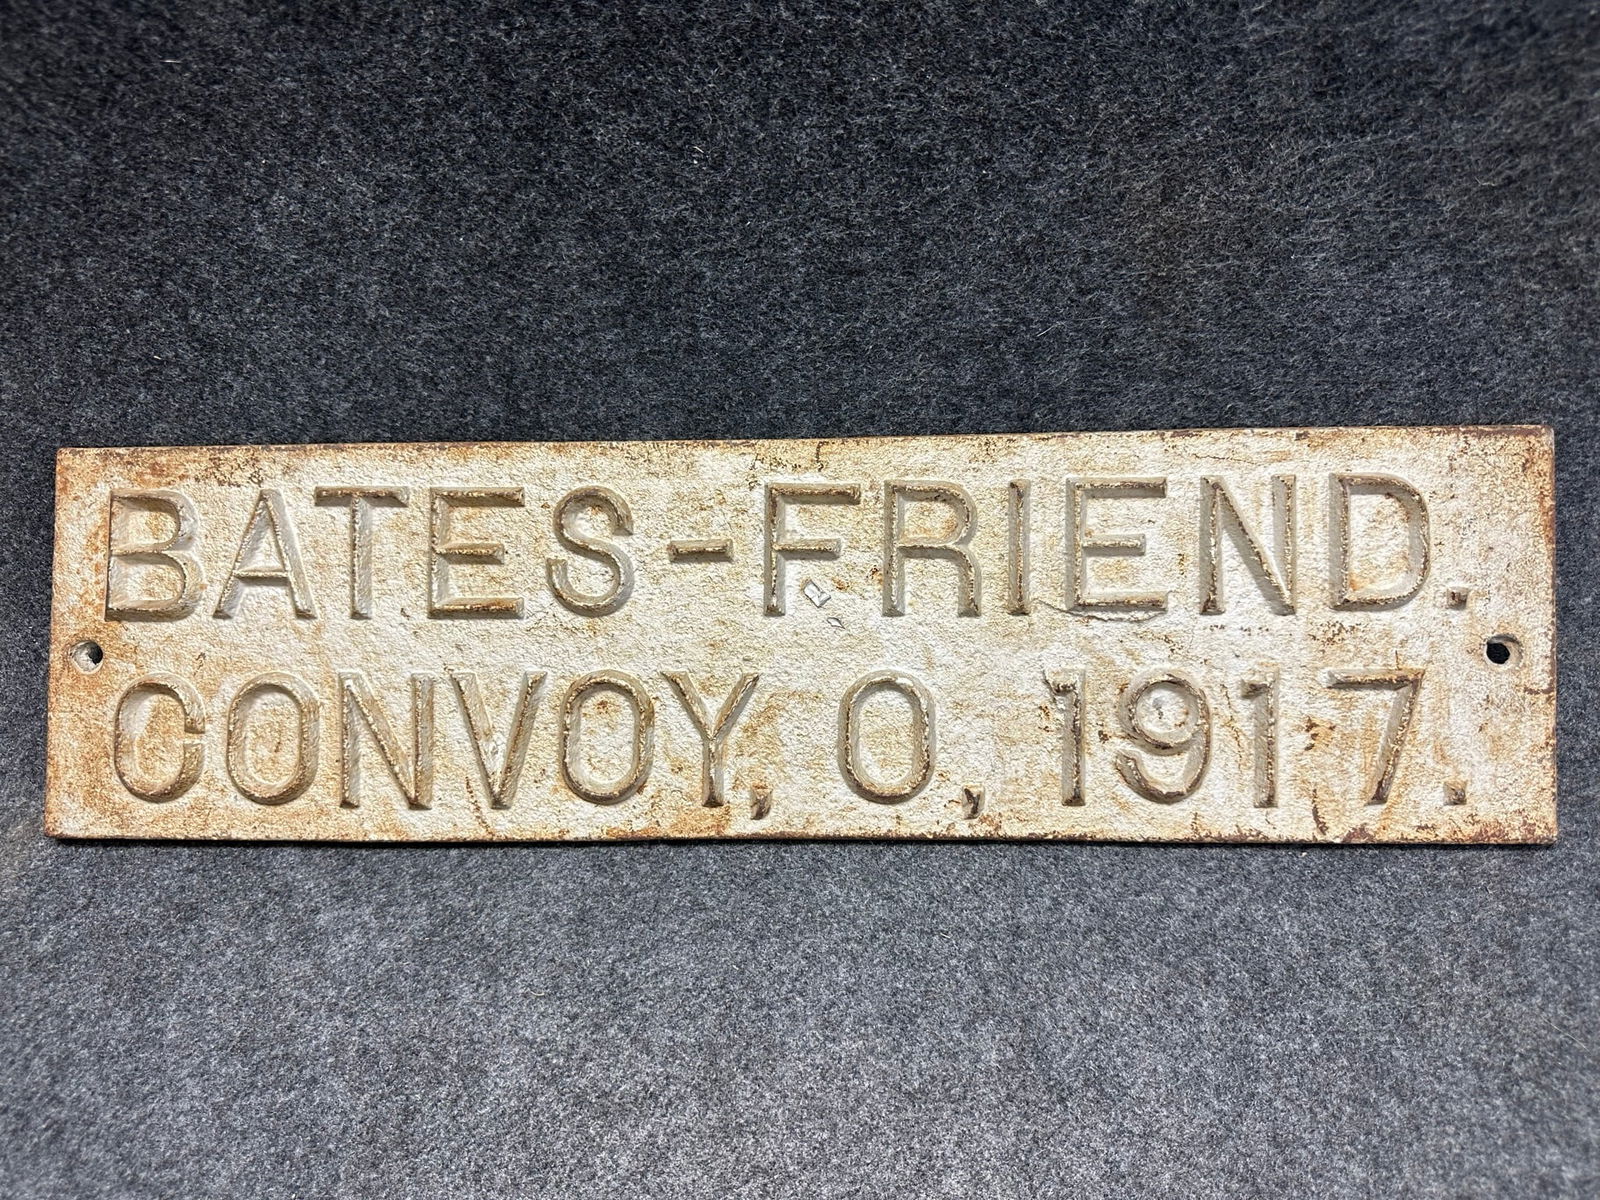 BATES-FRIEND.
CONVOY, O, 1917.